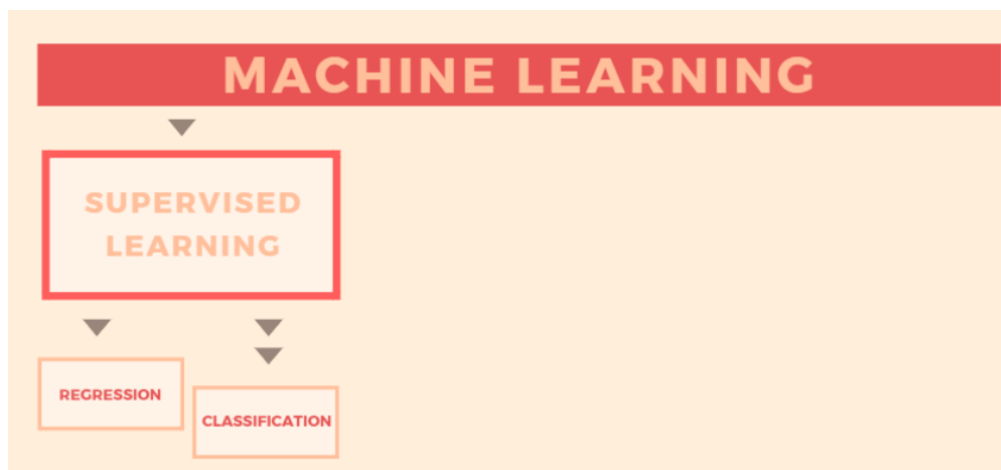 MACHINE LEARNING
SUPERVISED
LEARNING
REGRESSION
CLASSIFICATION